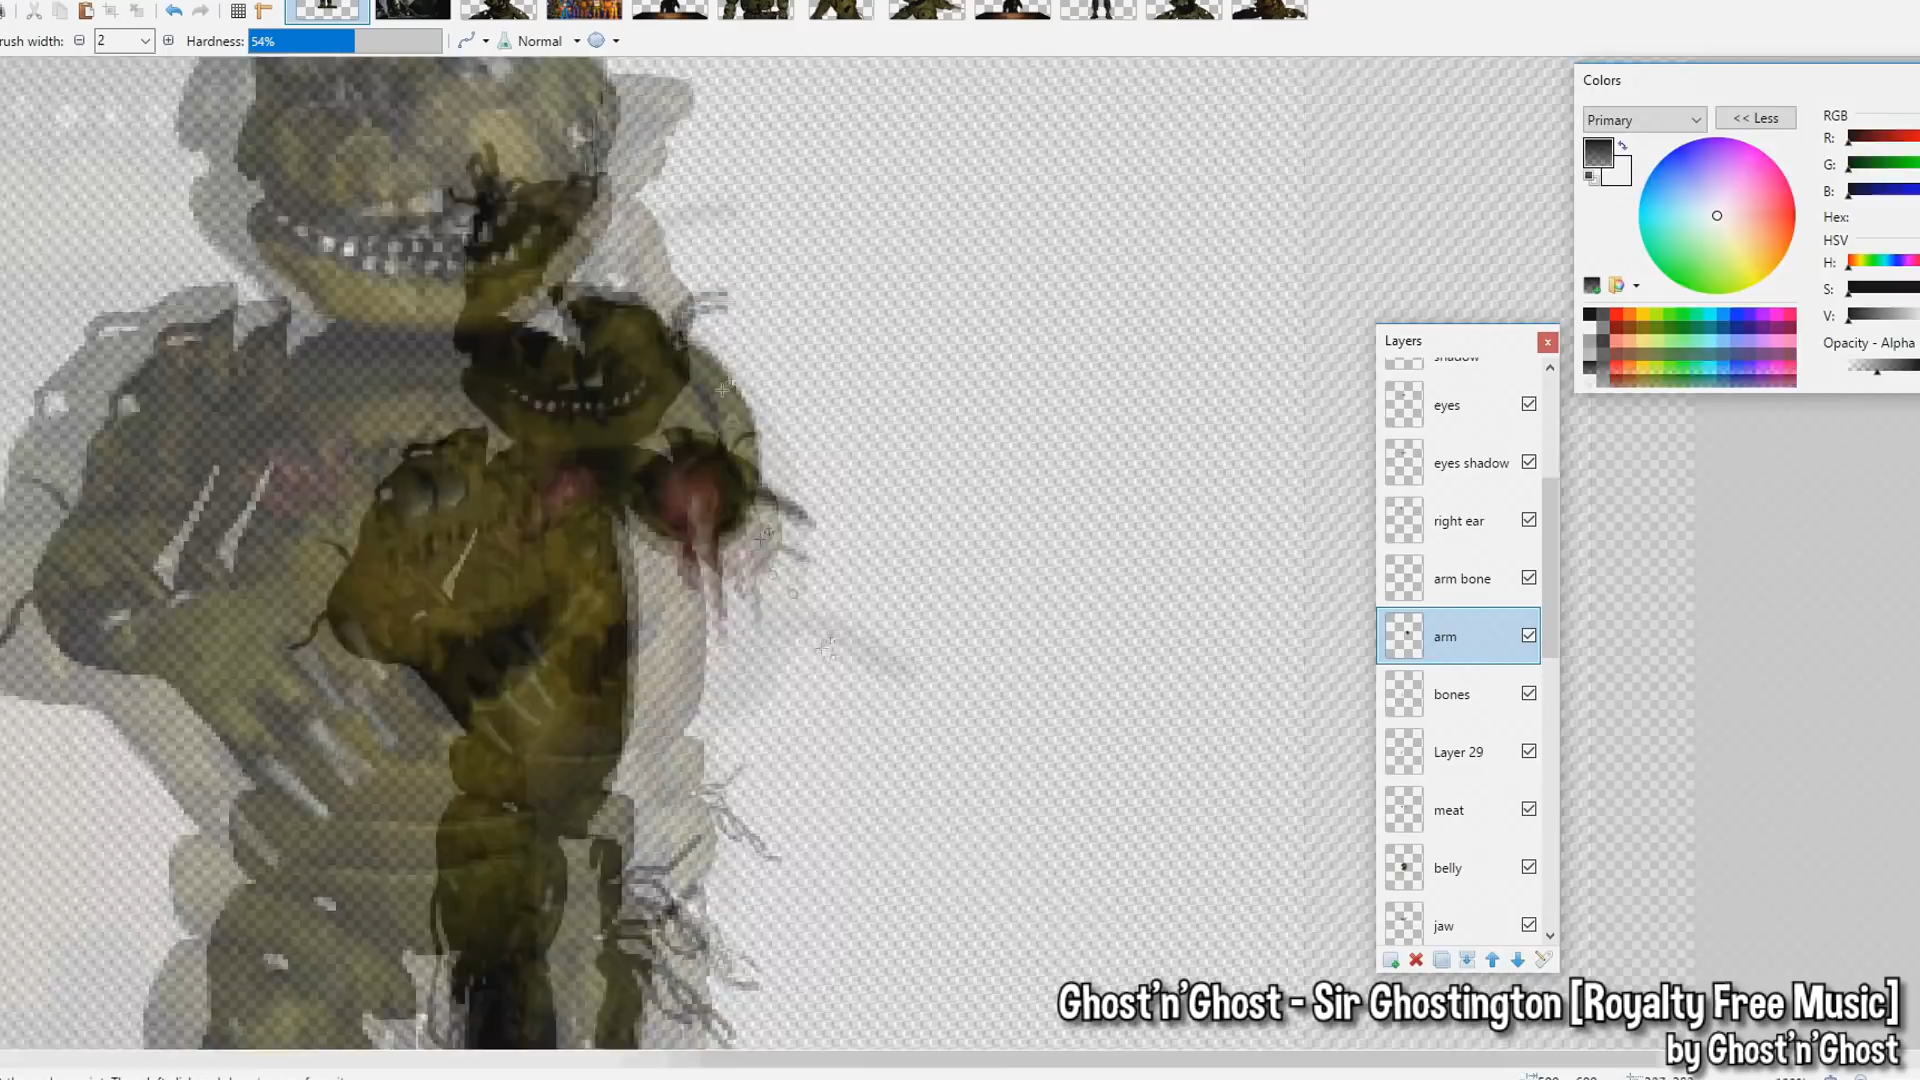 rush width:
2
Hardness:
54%
Normal
Colors
Primary
<< Less
RGB
R:
G:
B:
Hex:
HSV
H:
S:
V:
Opacity - Alpha
Layers
shadow
eyes
eyes shadow
right ear
arm bone
arm
bones
Layer 29
meat
belly
jaw
Ghost'n'Ghost - Sir Ghostington [Royalty Free Music]
by Ghost'n'Ghost